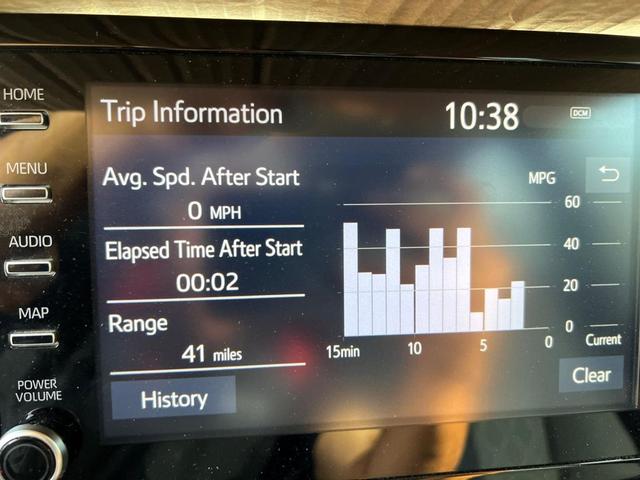 HOME
Trip Information
10:38
DCM
MENU
Avg. Spd. After Start
0 MPH
MPG
60
AUDIO
Elapsed Time After Start
00:02
40
20
MAP
Range
41 miles
0
15min
10
5
0
Current
POWER
VOLUME
History
Clear